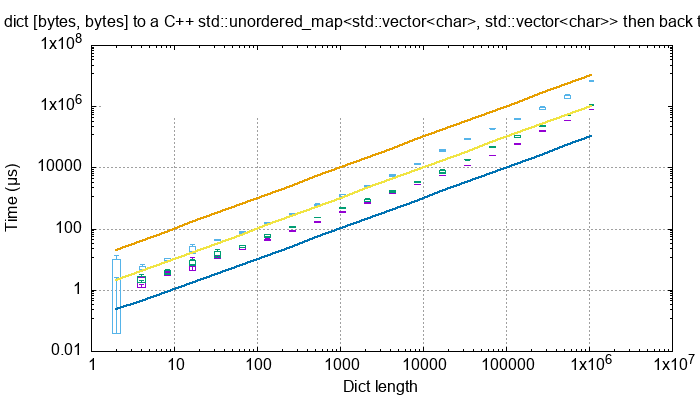 dict [bytes, bytes] to a C++ std::unordered_map<std::vector<char>, std::vector<char>> then back t
1x10^8
1x10^6
10000
100
1
0.01
Time (μs)
1 10 100 1000 10000 100000 1x10^6 1x10^7
Dict length